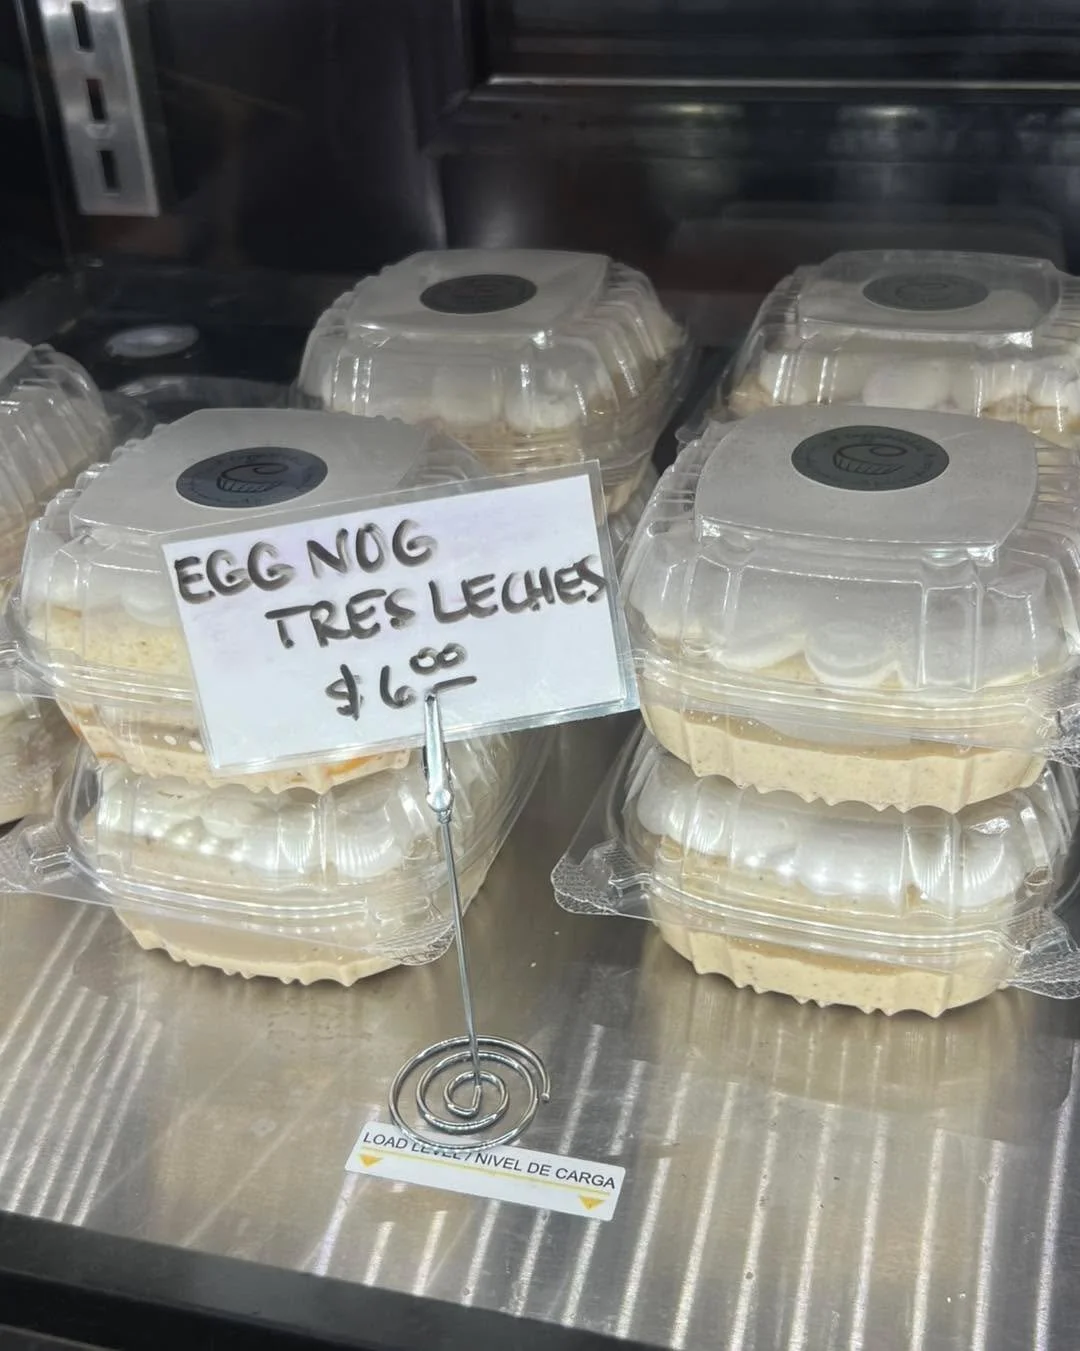 EGG NOG
TRES LECHES
$6.00
LOAD LEVEL / NIVEL DE CARGA